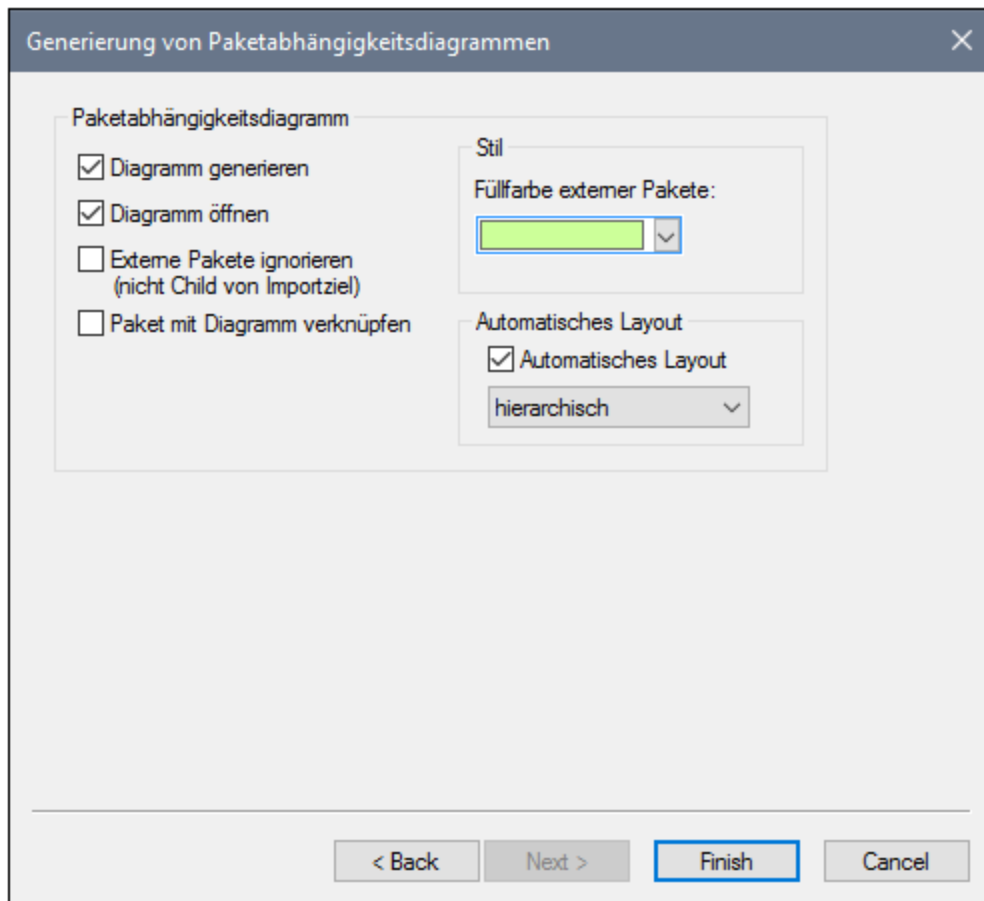 Generierung von Paketabhängigkeitsdiagrammen
Paketabhängigkeitsdiagramm
Diagramm generieren
Diagramm öffnen
Externe Pakete ignorieren
(nicht Child von Importziel)
Paket mit Diagramm verknüpfen
Stil
Füllfarbe externer Pakete:
Automatisches Layout
Automatisches Layout
hierarchisch
< Back
Next >
Finish
Cancel